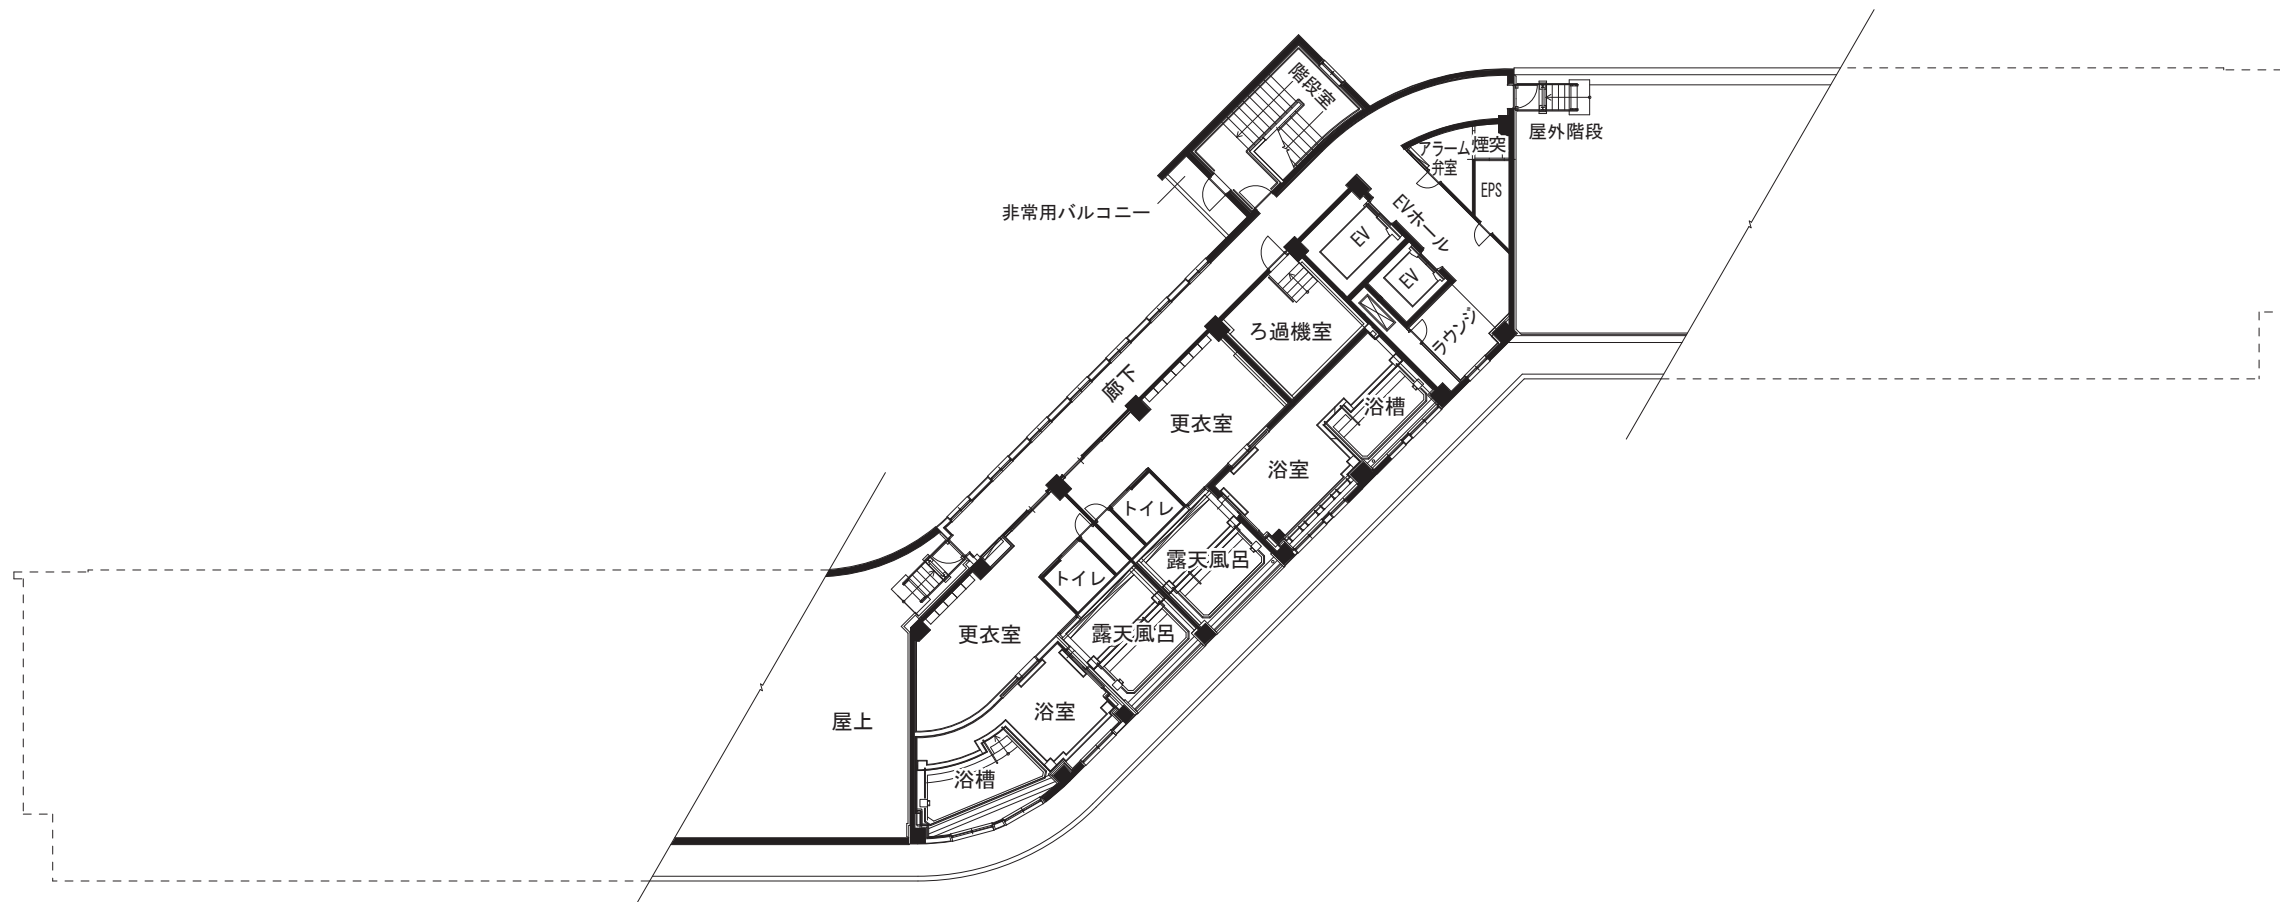 階段室
屋外階段
煙突
アラーム
弁室
EPS
非常用バルコニー
EVホール
EV
EV
ラウンジ
ろ過機室
廊下
更衣室
浴槽
浴室
トイレ
露天風呂
トイレ
露天風呂
更衣室
浴室
屋上
浴槽